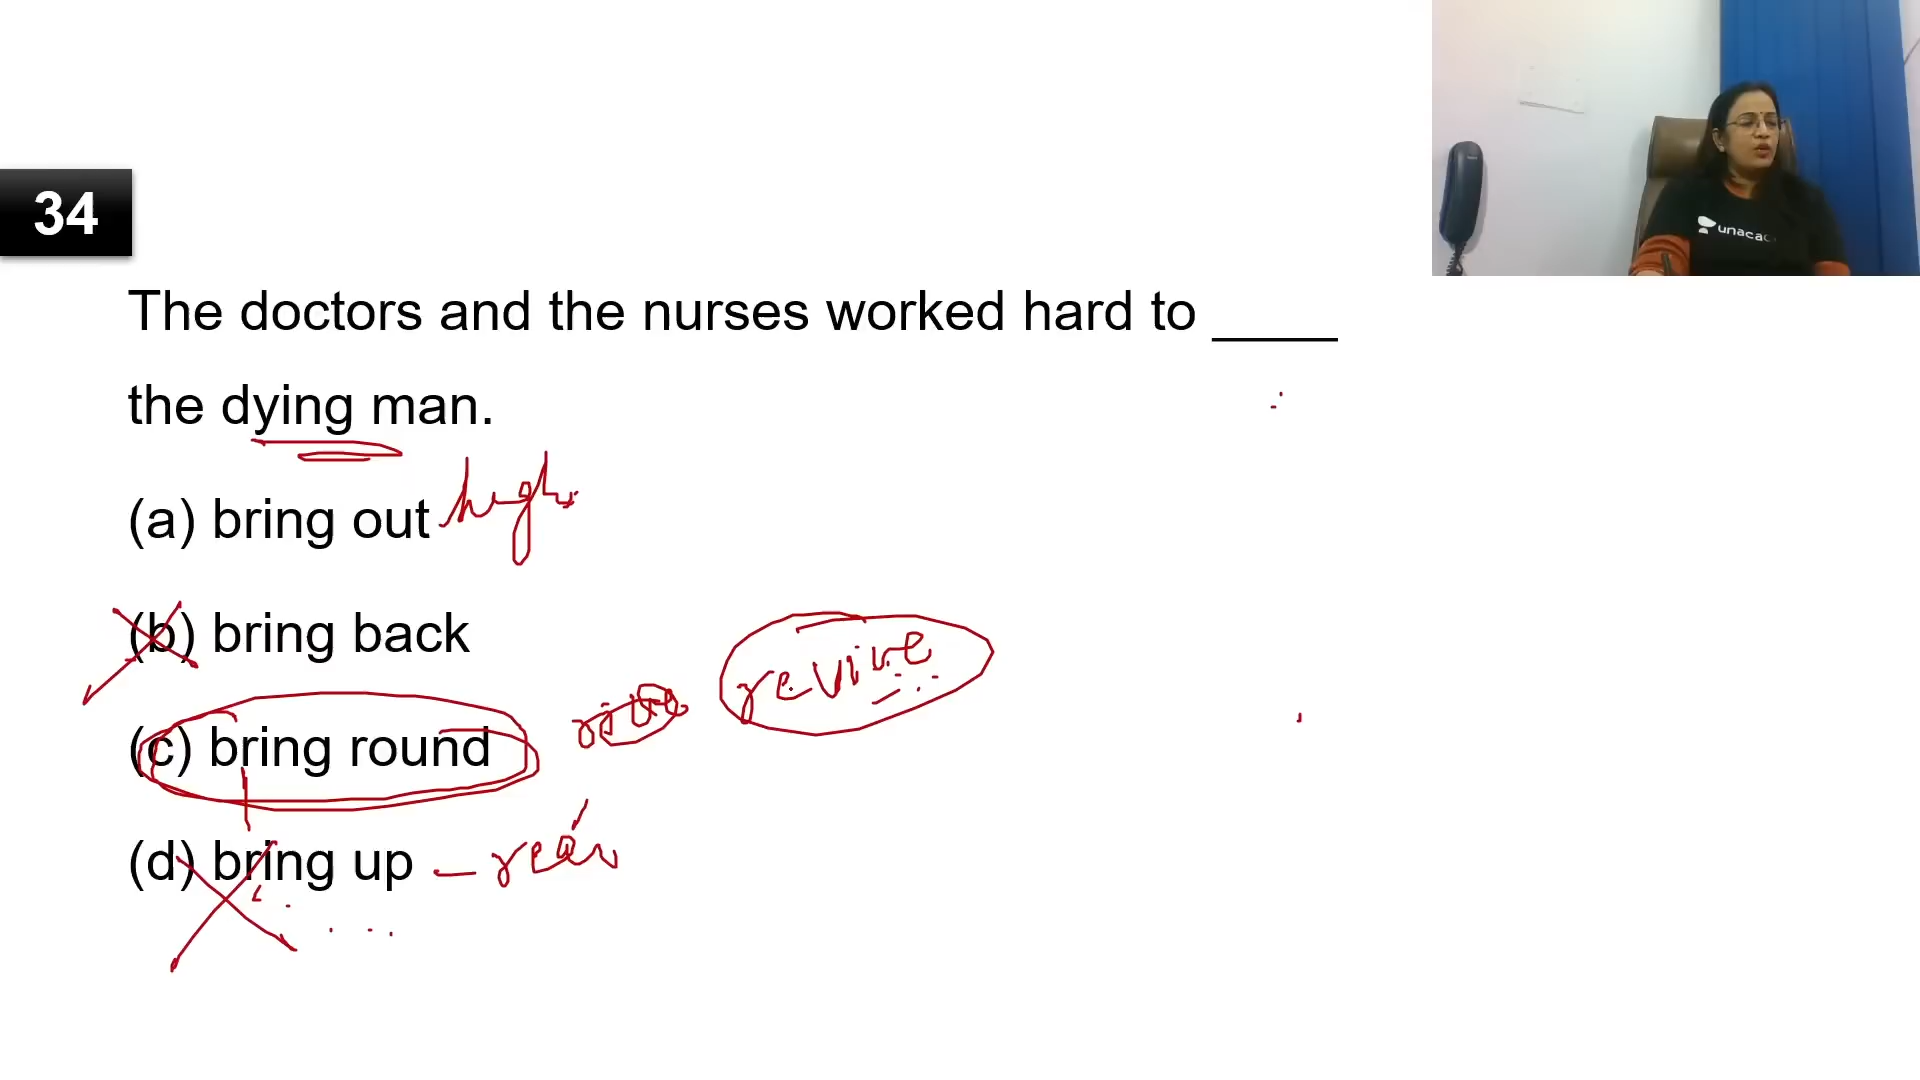 34
unaca
The doctors and the nurses worked hard to _____
the dying man.
(a) bring out high
(b) bring back
(c) bring round revive
(d) bring up – rear